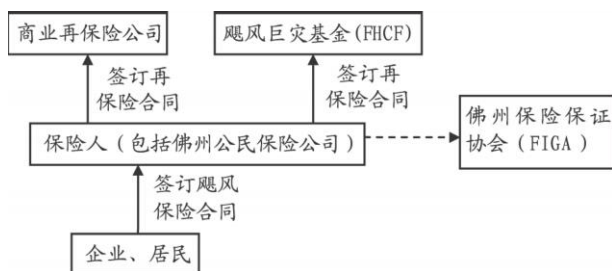 商业再保险公司
飓风巨灾基金(FHCF)
签订再
保险合同
签订再
保险合同
保险人(包括佛州公民保险公司)
佛州保险保证
协会(FIGA)
签订飓风
保险合同
企业、居民